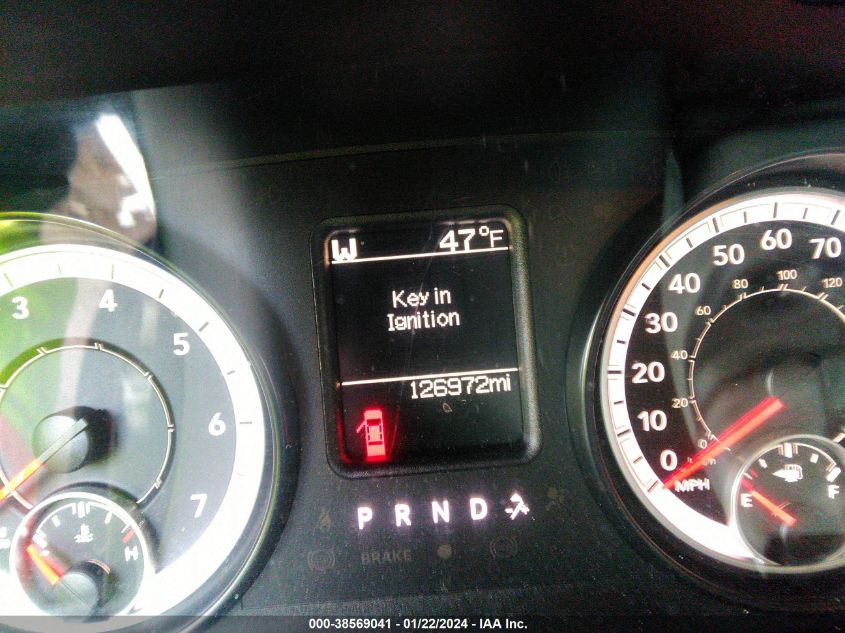 W 47°F
Key in
Ignition
126972mi
P R N D
BRAKE
3 4 5 6 7
H
0 10 20 30 40 50 60 70
0 20 40 60 80 100 120
MPH
E F
000-38569041 - 01/22/2024 - IAA Inc.